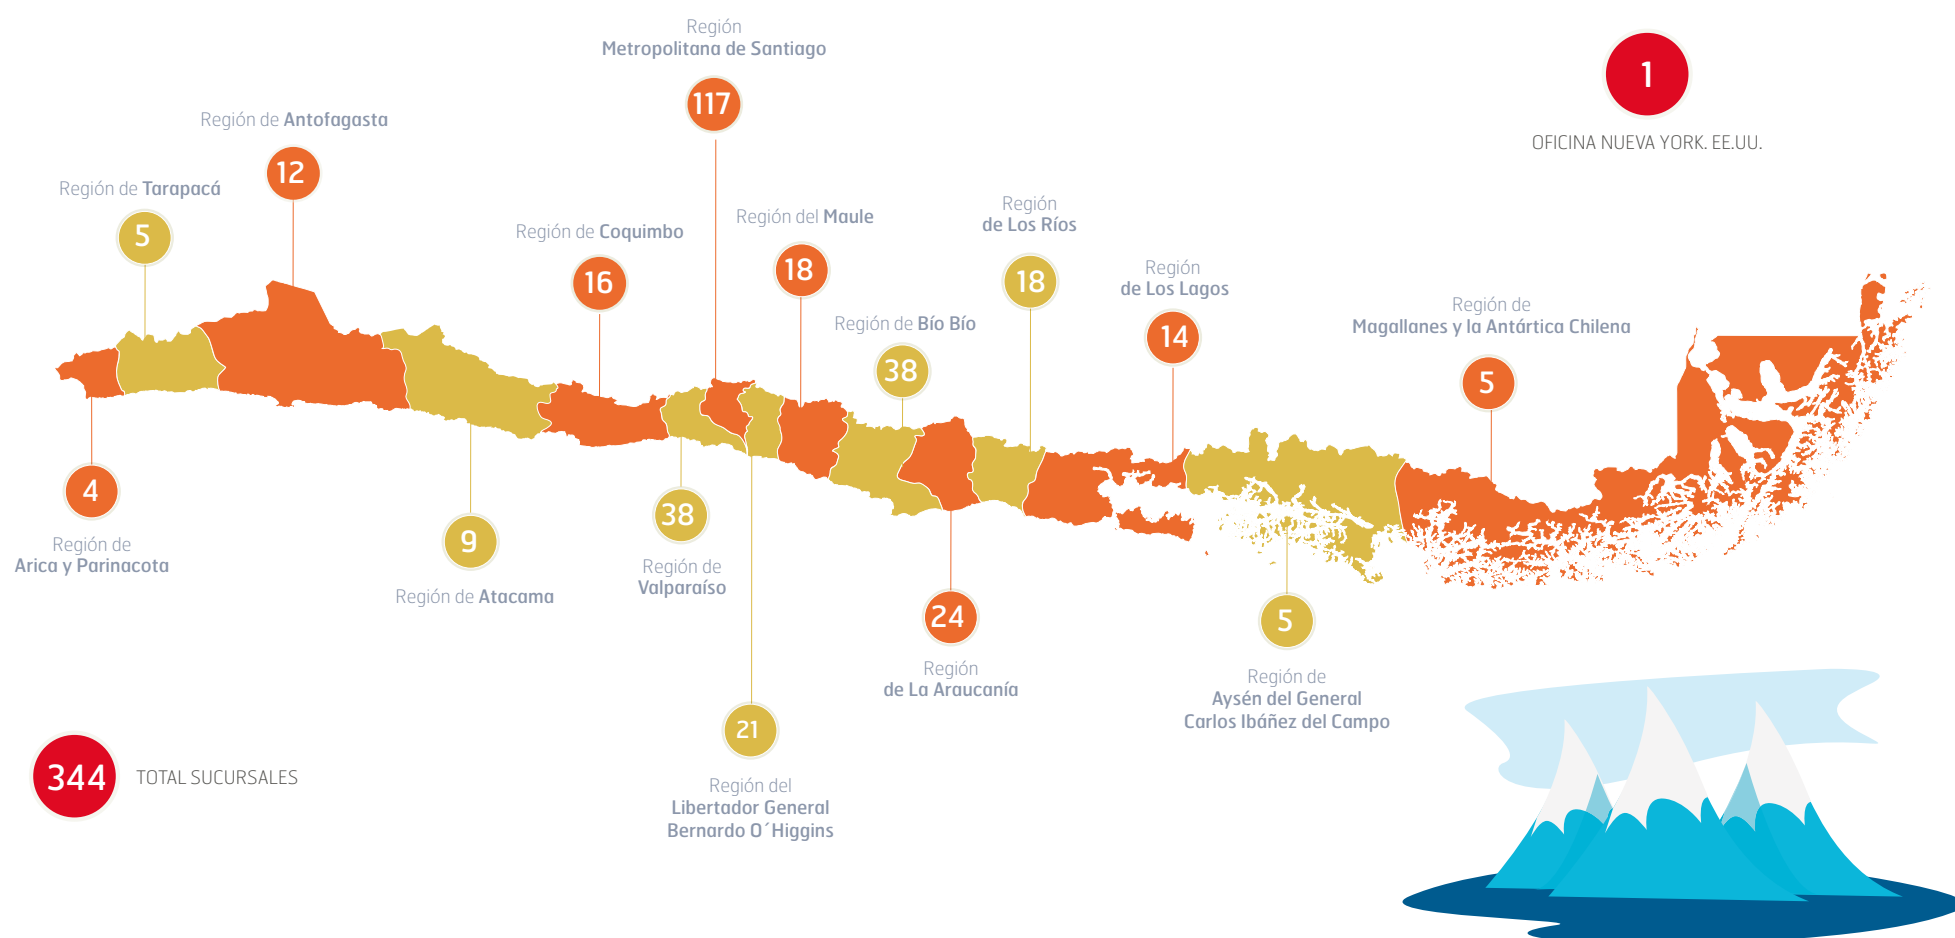 Región
Metropolitana de Santiago
117
1
OFICINA NUEVA YORK. EE.UU.
Región de Antofagasta
12
Región de Tarapacá
5
Región de Coquimbo
16
Región del Maule
18
Región
de Los Ríos
18
Región de Bío Bío
38
Región
de Los Lagos
14
Región de
Magallanes y la Antártica Chilena
5
4
Región de
Arica y Parinacota
9
Región de Atacama
38
Región de
Valparaíso
24
Región
de La Araucanía
5
Región de
Aysén del General
Carlos Ibáñez del Campo
21
Región del
Libertador General
Bernardo O´Higgins
344
TOTAL SUCURSALES